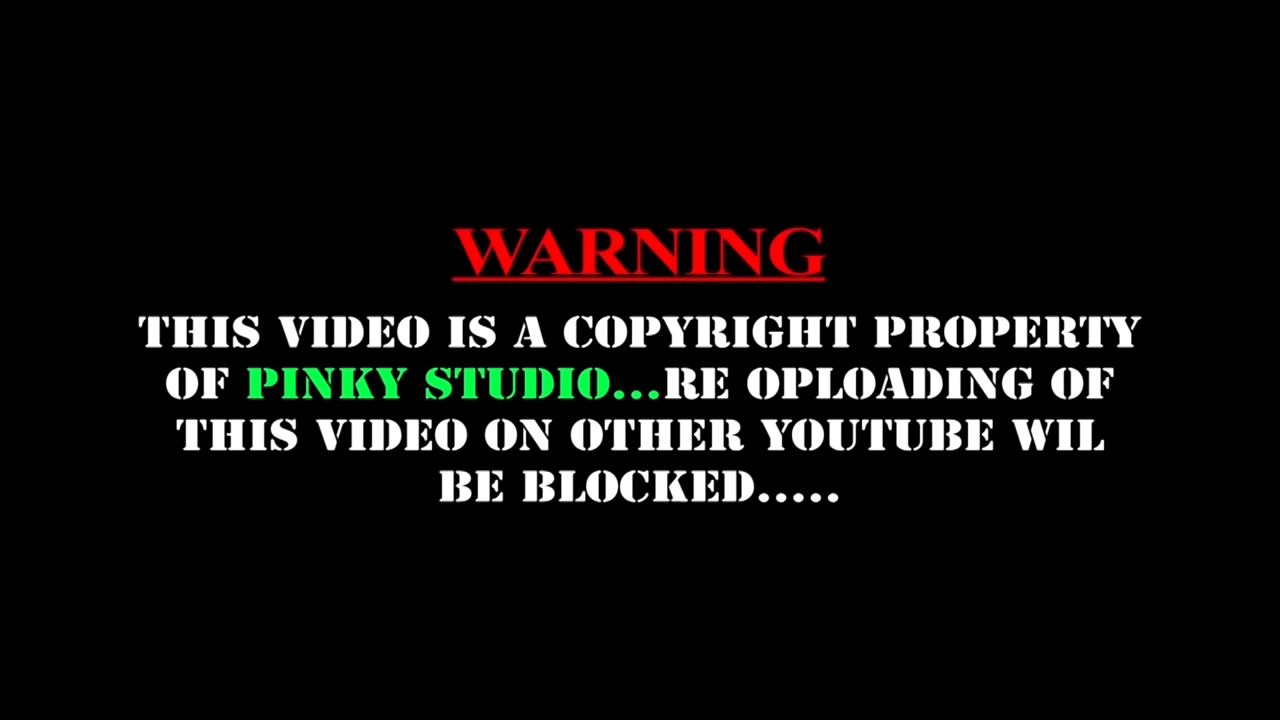 WARNING
THIS VIDEO IS A COPYRIGHT PROPERTY
OF PINKY STUDIO...RE OPLOADING OF
THIS VIDEO ON OTHER YOUTUBE WIL
BE BLOCKED.....